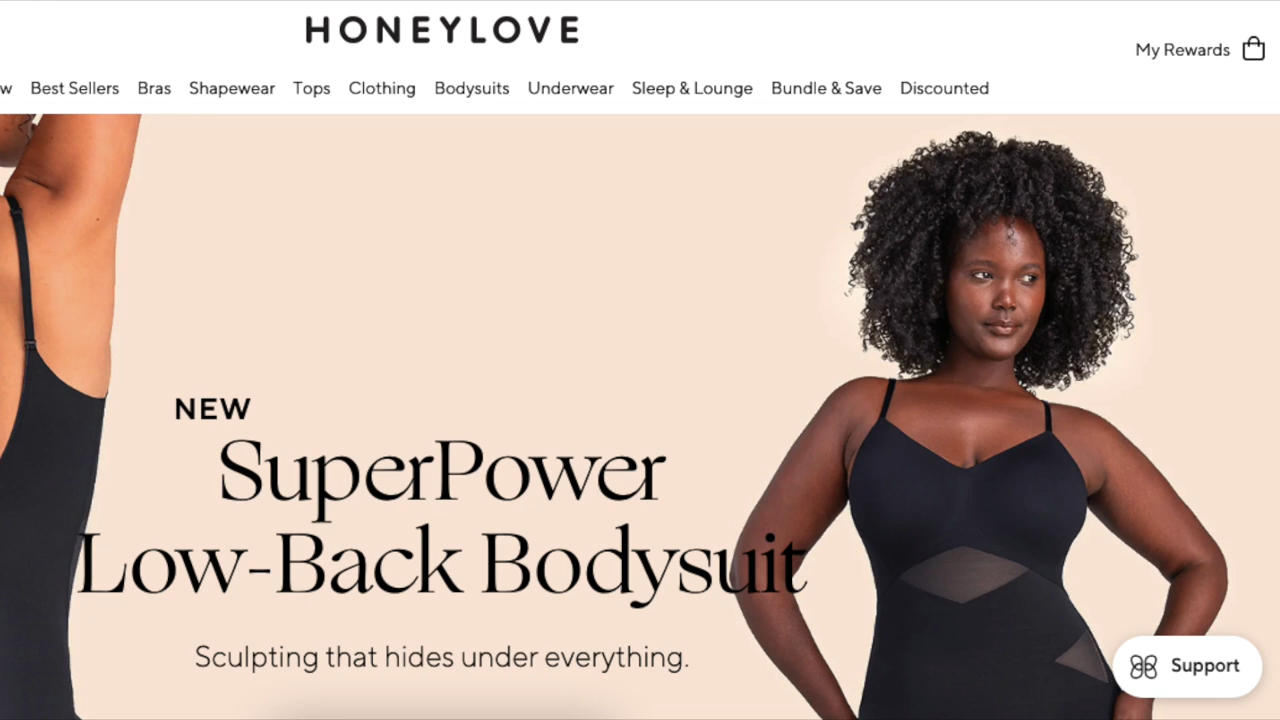 HONEYLOVE
My Rewards
w Best Sellers Bras Shapewear Tops Clothing Bodysuits Underwear Sleep & Lounge Bundle & Save Discounted
NEW
SuperPower
Low-Back Bodysuit
Sculpting that hides under everything.
Support